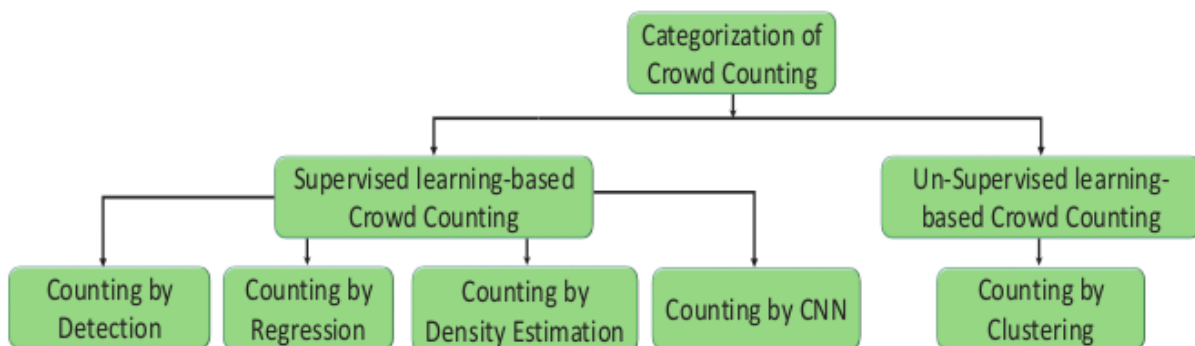 Categorization of
Crowd Counting
Supervised learning-based
Crowd Counting
Un-Supervised learning-
based Crowd Counting
Counting by
Detection
Counting by
Regression
Counting by
Density Estimation
Counting by CNN
Counting by
Clustering